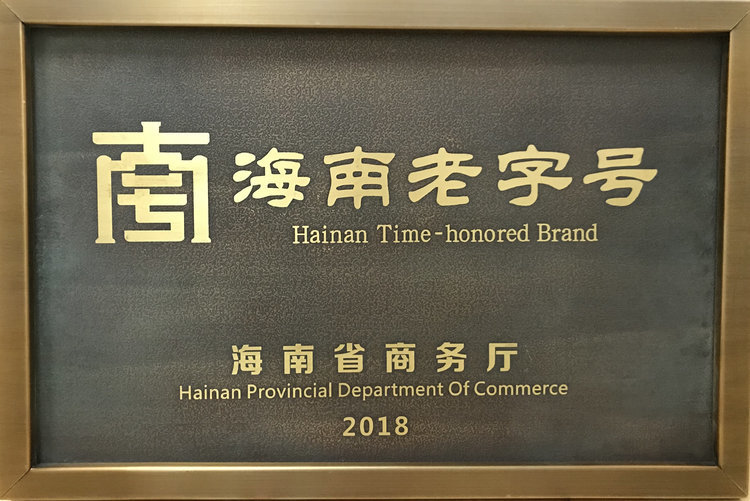 海南老字号
Hainan Time-honored Brand
海南省商务厅
Hainan Provincial Department Of Commerce
2018